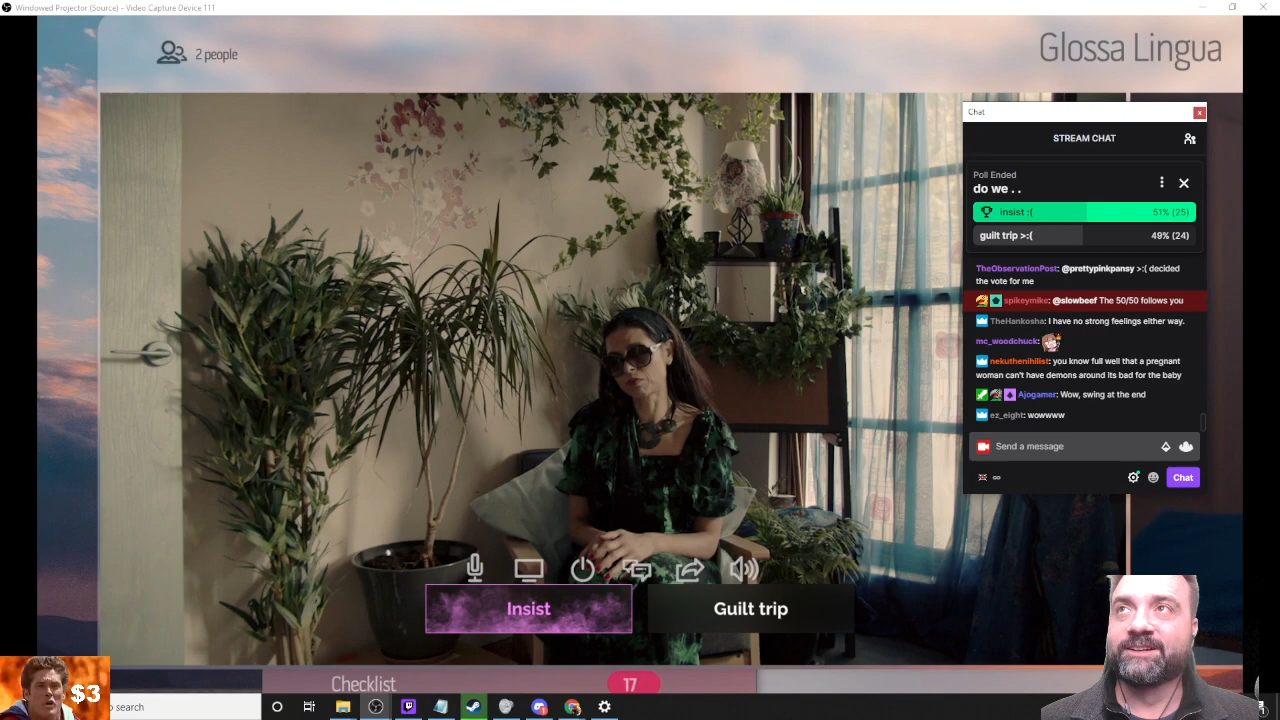 Windowed Projector (Source) - Video Capture Device 111
2 people
Glossa Lingua
Chat
STREAM CHAT
Poll Ended
do we . .
insist :( 51% (25)
guilt trip >:( 49% (24)
TheObservationPost: @prettypinkpansy >:( decided
the vote for me
spikeymike: @slowbeef The 50/50 follows you
TheHankosha: I have no strong feelings either way.
mc_woodchuck:
nekuthenihilist: you know full well that a pregnant
woman can't have demons around its bad for the baby
Ajogamer: Wow, swing at the end
ez_eight: wowwww
Send a message
Chat
Insist
Guilt trip
Checklist
17
$3
o search